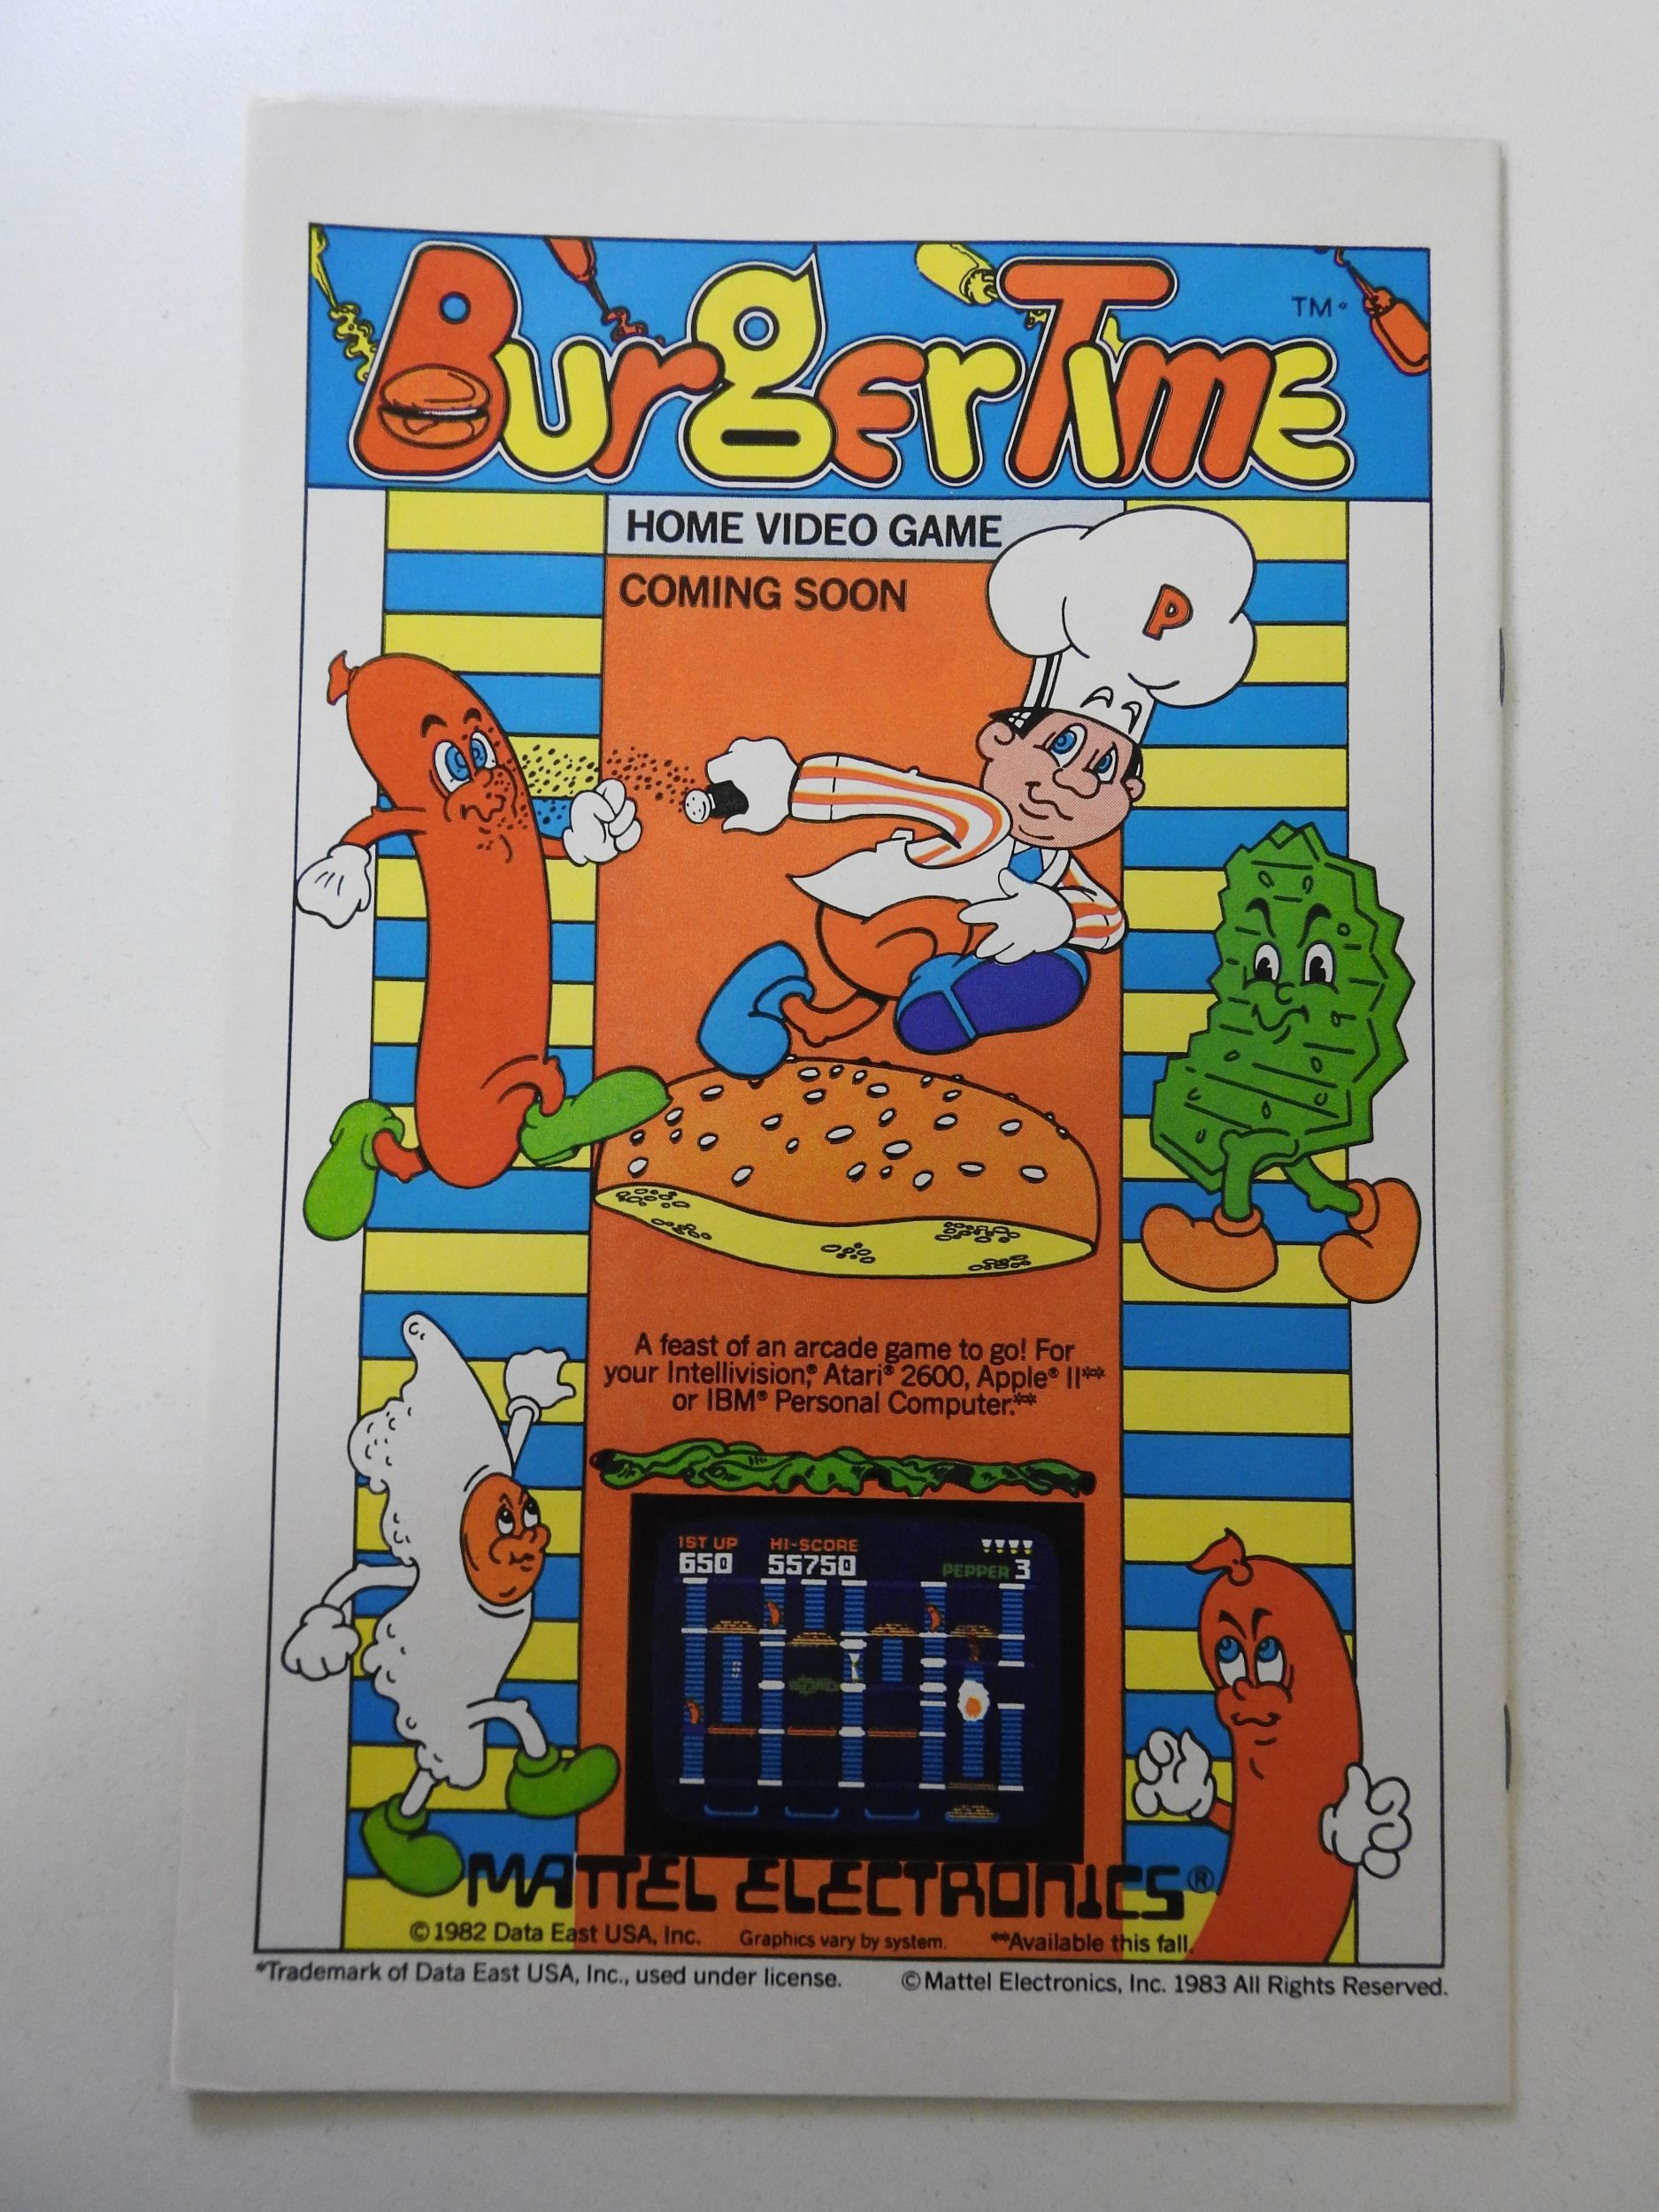 BurgerTime TM*
HOME VIDEO GAME
COMING SOON
P
A feast of an arcade game to go! For
your Intellivision,® Atari® 2600, Apple® II**
or IBM® Personal Computer.**
1ST UP HI-SCORE
650 55750 PEPPER 3
MATTEL ELECTRONICS®
©1982 Data East USA, Inc. Graphics vary by system. **Available this fall.
*Trademark of Data East USA, Inc., used under license. ©Mattel Electronics, Inc. 1983 All Rights Reserved.